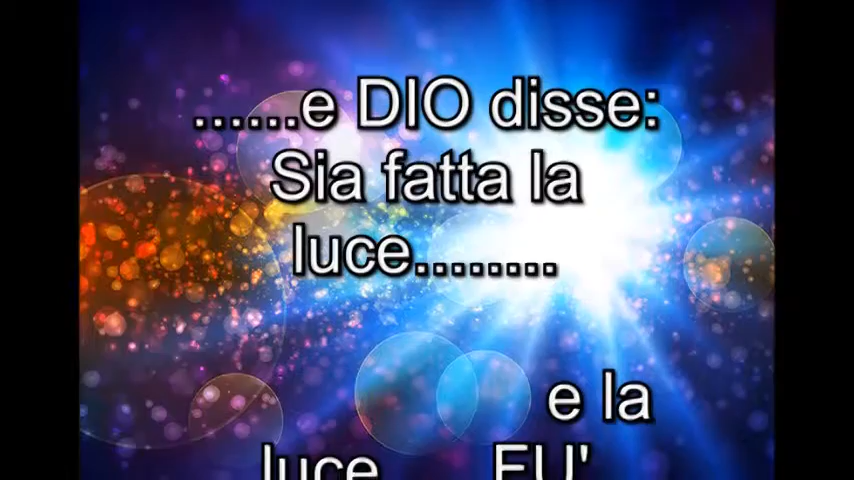 ......e DIO disse:
Sia fatta la
luce........
e la
luce FU'